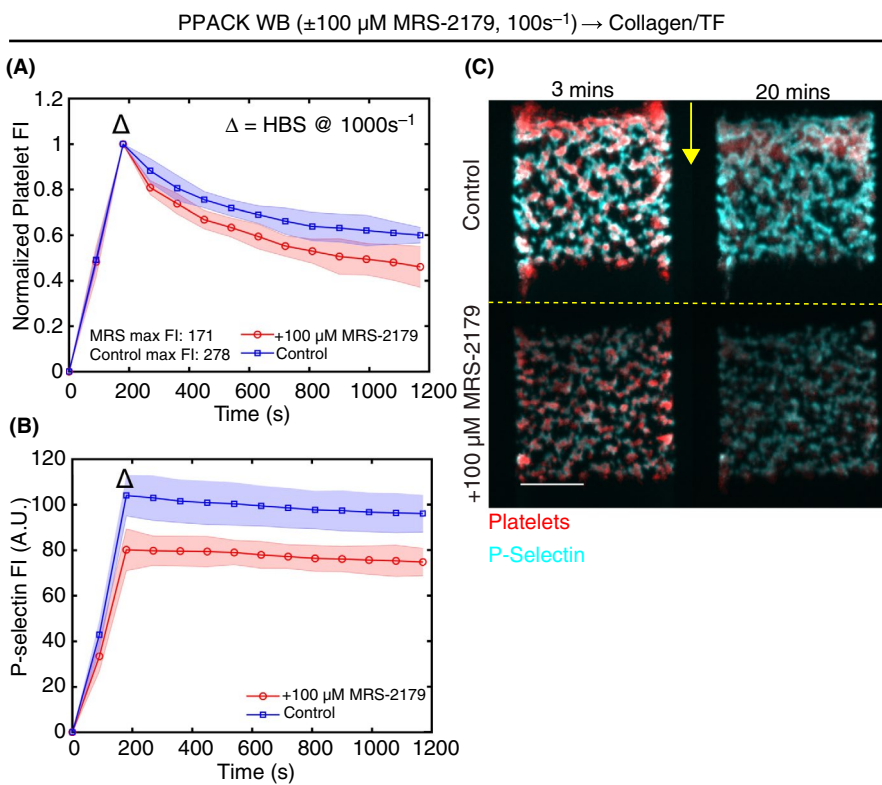 PPACK WB (±100 µM MRS-2179, 100s⁻¹) → Collagen/TF
(A)
1.2
1
0.8
0.6
0.4
0.2
0
Normalized Platelet FI
Δ
Δ = HBS @ 1000s⁻¹
MRS max FI: 171
Control max FI: 278
+100 µM MRS-2179
Control
0 200 400 600 800 1000 1200
Time (s)
(B)
120
100
80
60
40
20
0
P-selectin FI (A.U.)
Δ
+100 µM MRS-2179
Control
0 200 400 600 800 1000 1200
Time (s)
(C)
3 mins 20 mins
Control
+100 µM MRS-2179
Platelets
P-Selectin